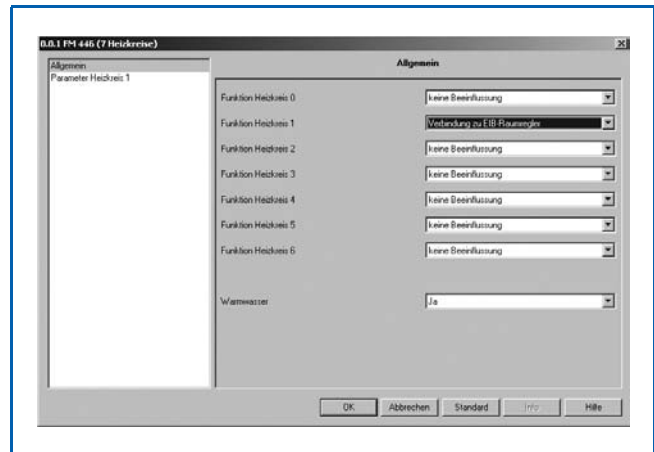 0.0.1 FM 446 (7 Heizkreise)
Allgemein
Parameter Heizkreis 1
Allgemein
Funktion Heizkreis 0 keine Beeinflussung
Funktion Heizkreis 1 Verbindung zu EIB-Raumregler
Funktion Heizkreis 2 keine Beeinflussung
Funktion Heizkreis 3 keine Beeinflussung
Funktion Heizkreis 4 keine Beeinflussung
Funktion Heizkreis 5 keine Beeinflussung
Funktion Heizkreis 6 keine Beeinflussung
Warmwasser Ja
OK Abbrechen Standard Info Hilfe